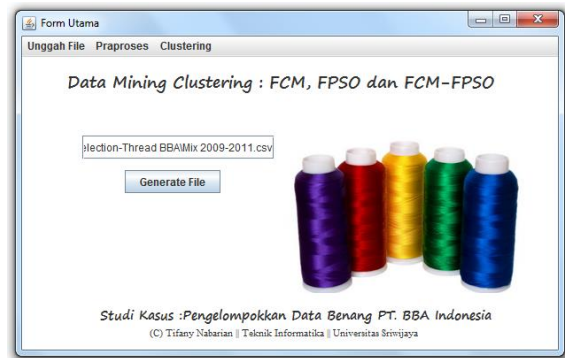 Form Utama
Unggah File Praproses Clustering
Data Mining Clustering : FCM, FPSO dan FCM-FPSO
election-Thread BBA\Mix 2009-2011.csv
Generate File
Studi Kasus :Pengelompokkan Data Benang PT. BBA Indonesia
(C) Tifany Nabarian || Teknik Informatika || Universitas Sriwijaya